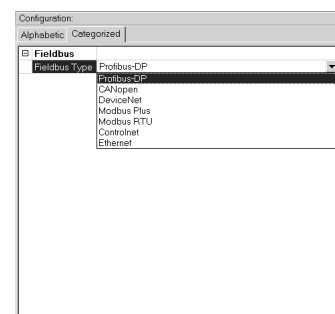 Configuration:
Alphabetic Categorized
Fieldbus
Fieldbus Type Profibus-DP
Profibus-DP
CANopen
DeviceNet
Modbus Plus
Modbus RTU
Controlnet
Ethernet